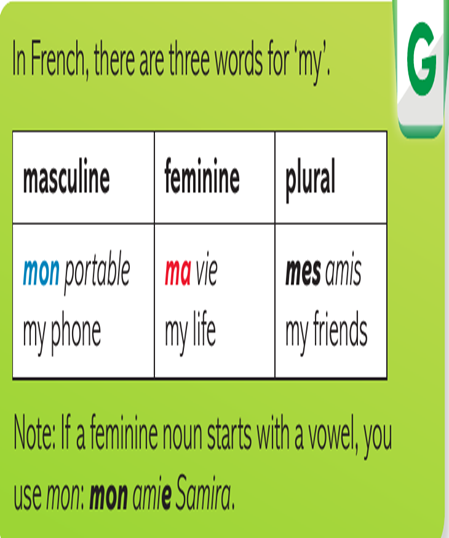 In French, there are three words for ‘my’.
G
masculine feminine plural
mon portable ma vie mes amis
my phone my life my friends
Note: If a feminine noun starts with a vowel, you
use mon: mon amie Samira.